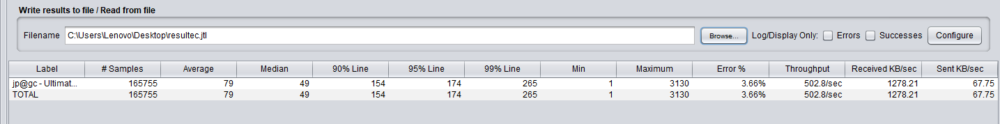 Write results to file / Read from file
Filename C:\Users\Lenovo\Desktop\resultec.jtl Browse... Log/Display Only: Errors Successes Configure
Label # Samples Average Median 90% Line 95% Line 99% Line Min Maximum Error % Throughput Received KB/sec Sent KB/sec
jp@gc - Ultimat... 165755 79 49 154 174 265 1 3130 3.66% 502.8/sec 1278.21 67.75
TOTAL 165755 79 49 154 174 265 1 3130 3.66% 502.8/sec 1278.21 67.75